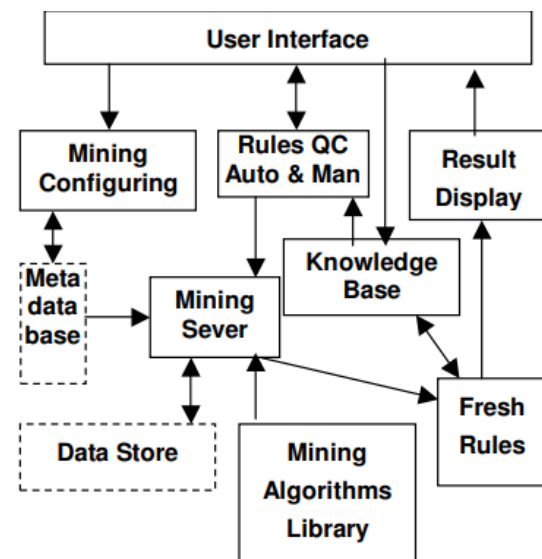 User Interface
Mining
Configuring
Rules QC
Auto & Man
Result
Display
Knowledge
Base
Meta
data
base
Mining
Sever
Fresh
Rules
Data Store
Mining
Algorithms
Library